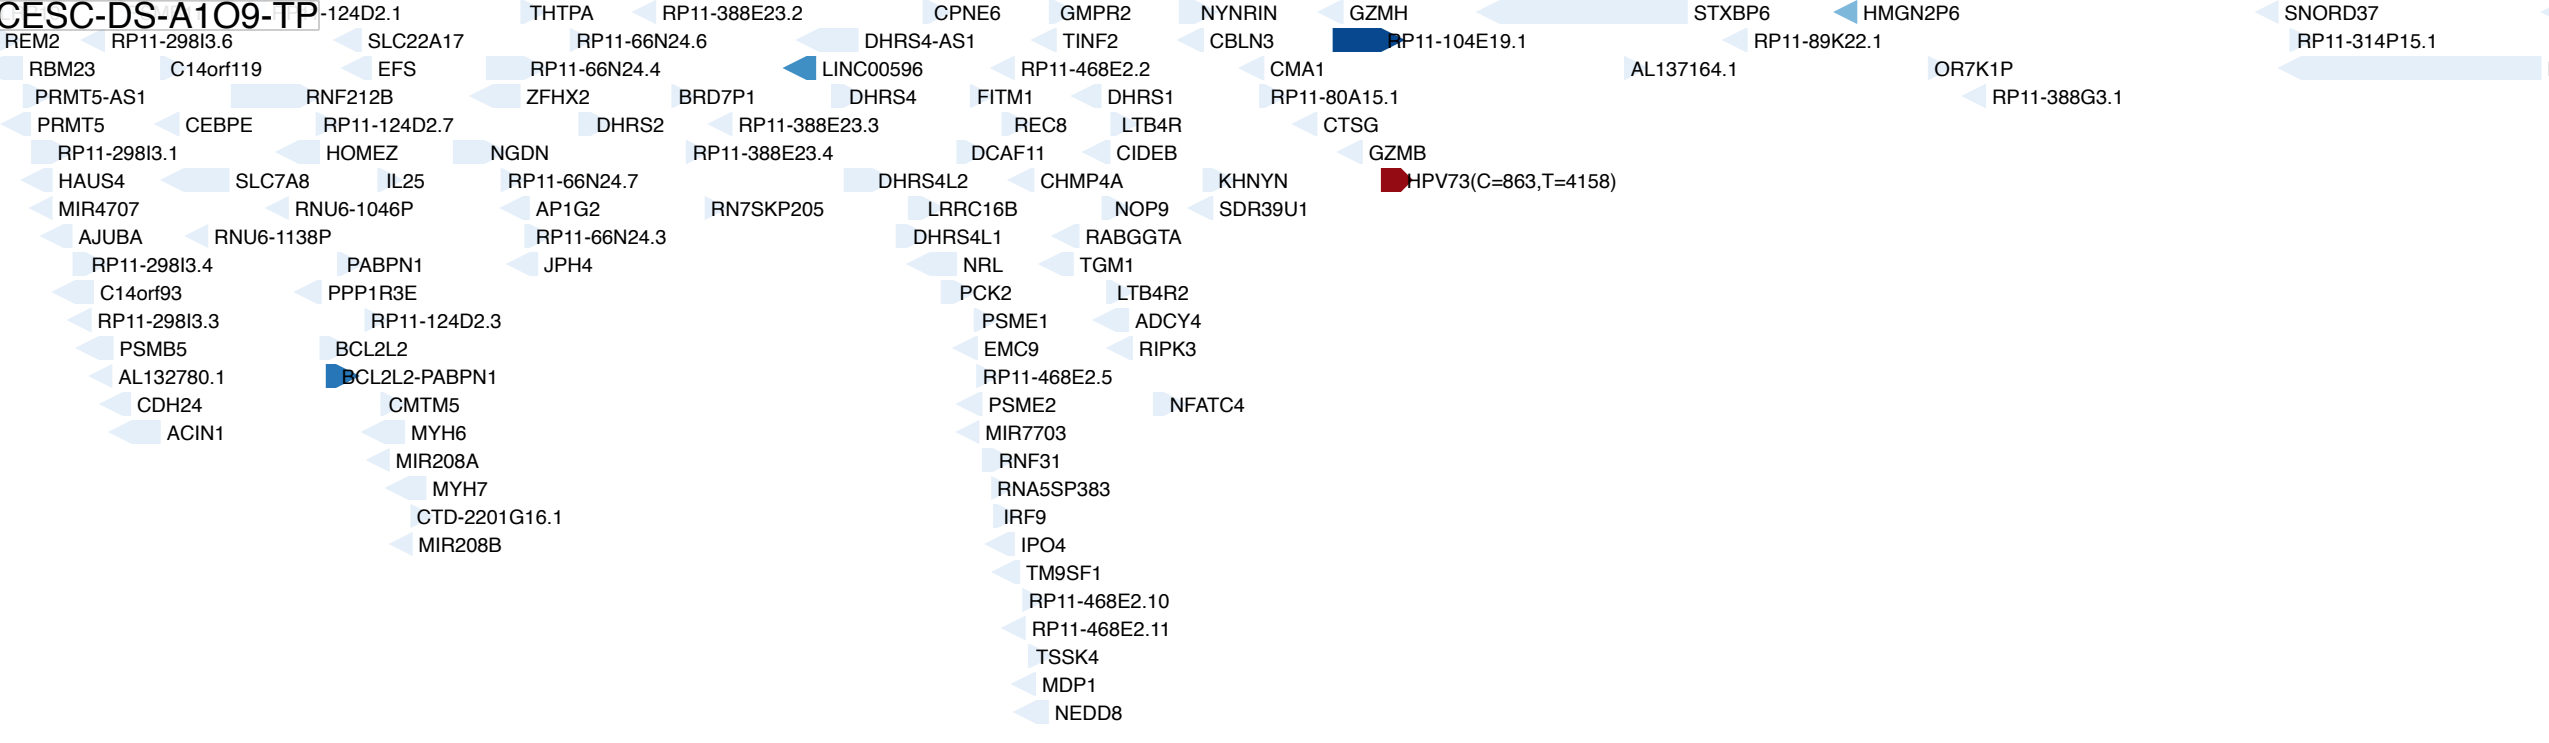 CESC-DS-A1O9-TP -124D2.1 THTPA RP11-388E23.2 CPNE6 GMPR2 NYNRIN GZMH STXBP6 HMGN2P6 SNORD37
REM2 RP11-298I3.6 SLC22A17 RP11-66N24.6 DHRS4-AS1 TINF2 CBLN3 RP11-104E19.1 RP11-89K22.1 RP11-314P15.1
RBM23 C14orf119 EFS RP11-66N24.4 LINC00596 RP11-468E2.2 CMA1 AL137164.1 OR7K1P
PRMT5-AS1 RNF212B ZFHX2 BRD7P1 DHRS4 FITM1 DHRS1 RP11-80A15.1 RP11-388G3.1
PRMT5 CEBPE RP11-124D2.7 DHRS2 RP11-388E23.3 REC8 LTB4R CTSG
RP11-298I3.1 HOMEZ NGDN RP11-388E23.4 DCAF11 CIDEB GZMB
HAUS4 SLC7A8 IL25 RP11-66N24.7 DHRS4L2 CHMP4A KHNYN HPV73(C=863,T=4158)
MIR4707 RNU6-1046P AP1G2 RN7SKP205 LRRC16B NOP9 SDR39U1
AJUBA RNU6-1138P RP11-66N24.3 DHRS4L1 RABGGTA
RP11-298I3.4 PABPN1 JPH4 NRL TGM1
C14orf93 PPP1R3E PCK2 LTB4R2
RP11-298I3.3 RP11-124D2.3 PSME1 ADCY4
PSMB5 BCL2L2 EMC9 RIPK3
AL132780.1 BCL2L2-PABPN1 RP11-468E2.5
CDH24 CMTM5 PSME2 NFATC4
ACIN1 MYH6 MIR7703
MIR208A RNF31
MYH7 RNA5SP383
CTD-2201G16.1 IRF9
MIR208B IPO4
TM9SF1
RP11-468E2.10
RP11-468E2.11
TSSK4
MDP1
NEDD8